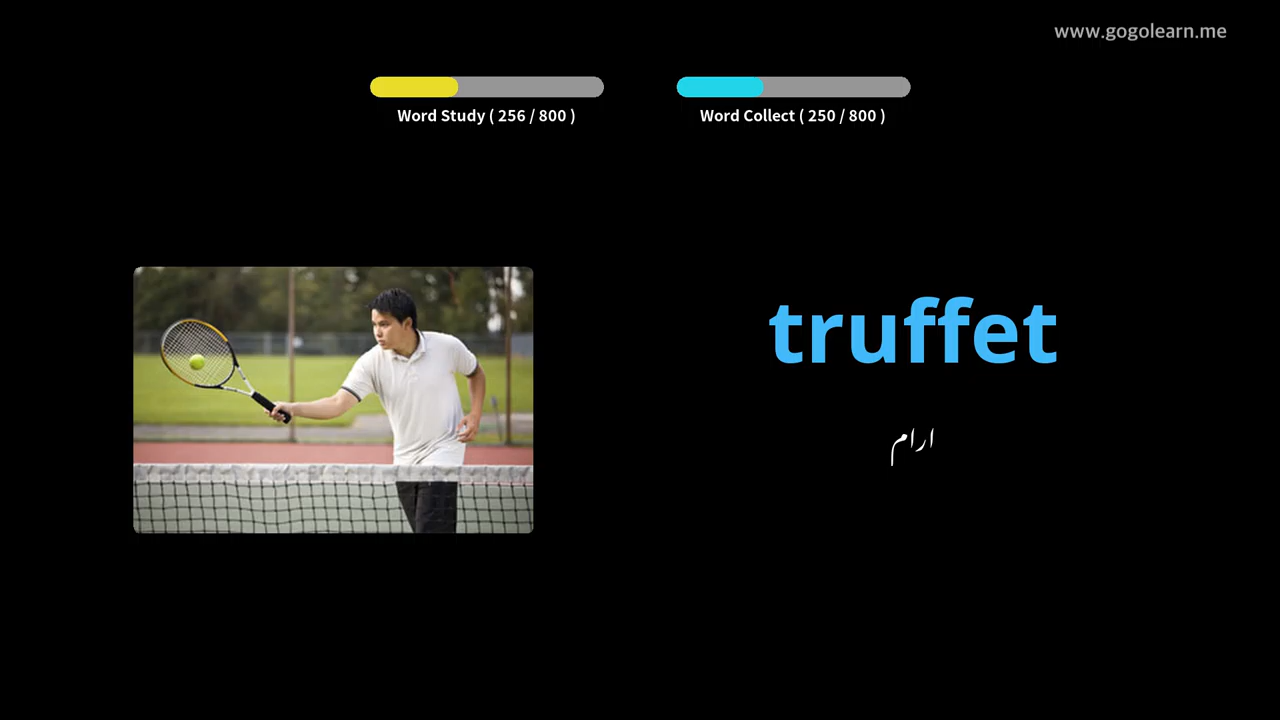 www.gogolearn.me
Word Study ( 256 / 800 )
Word Collect ( 250 / 800 )
truffet
ارام